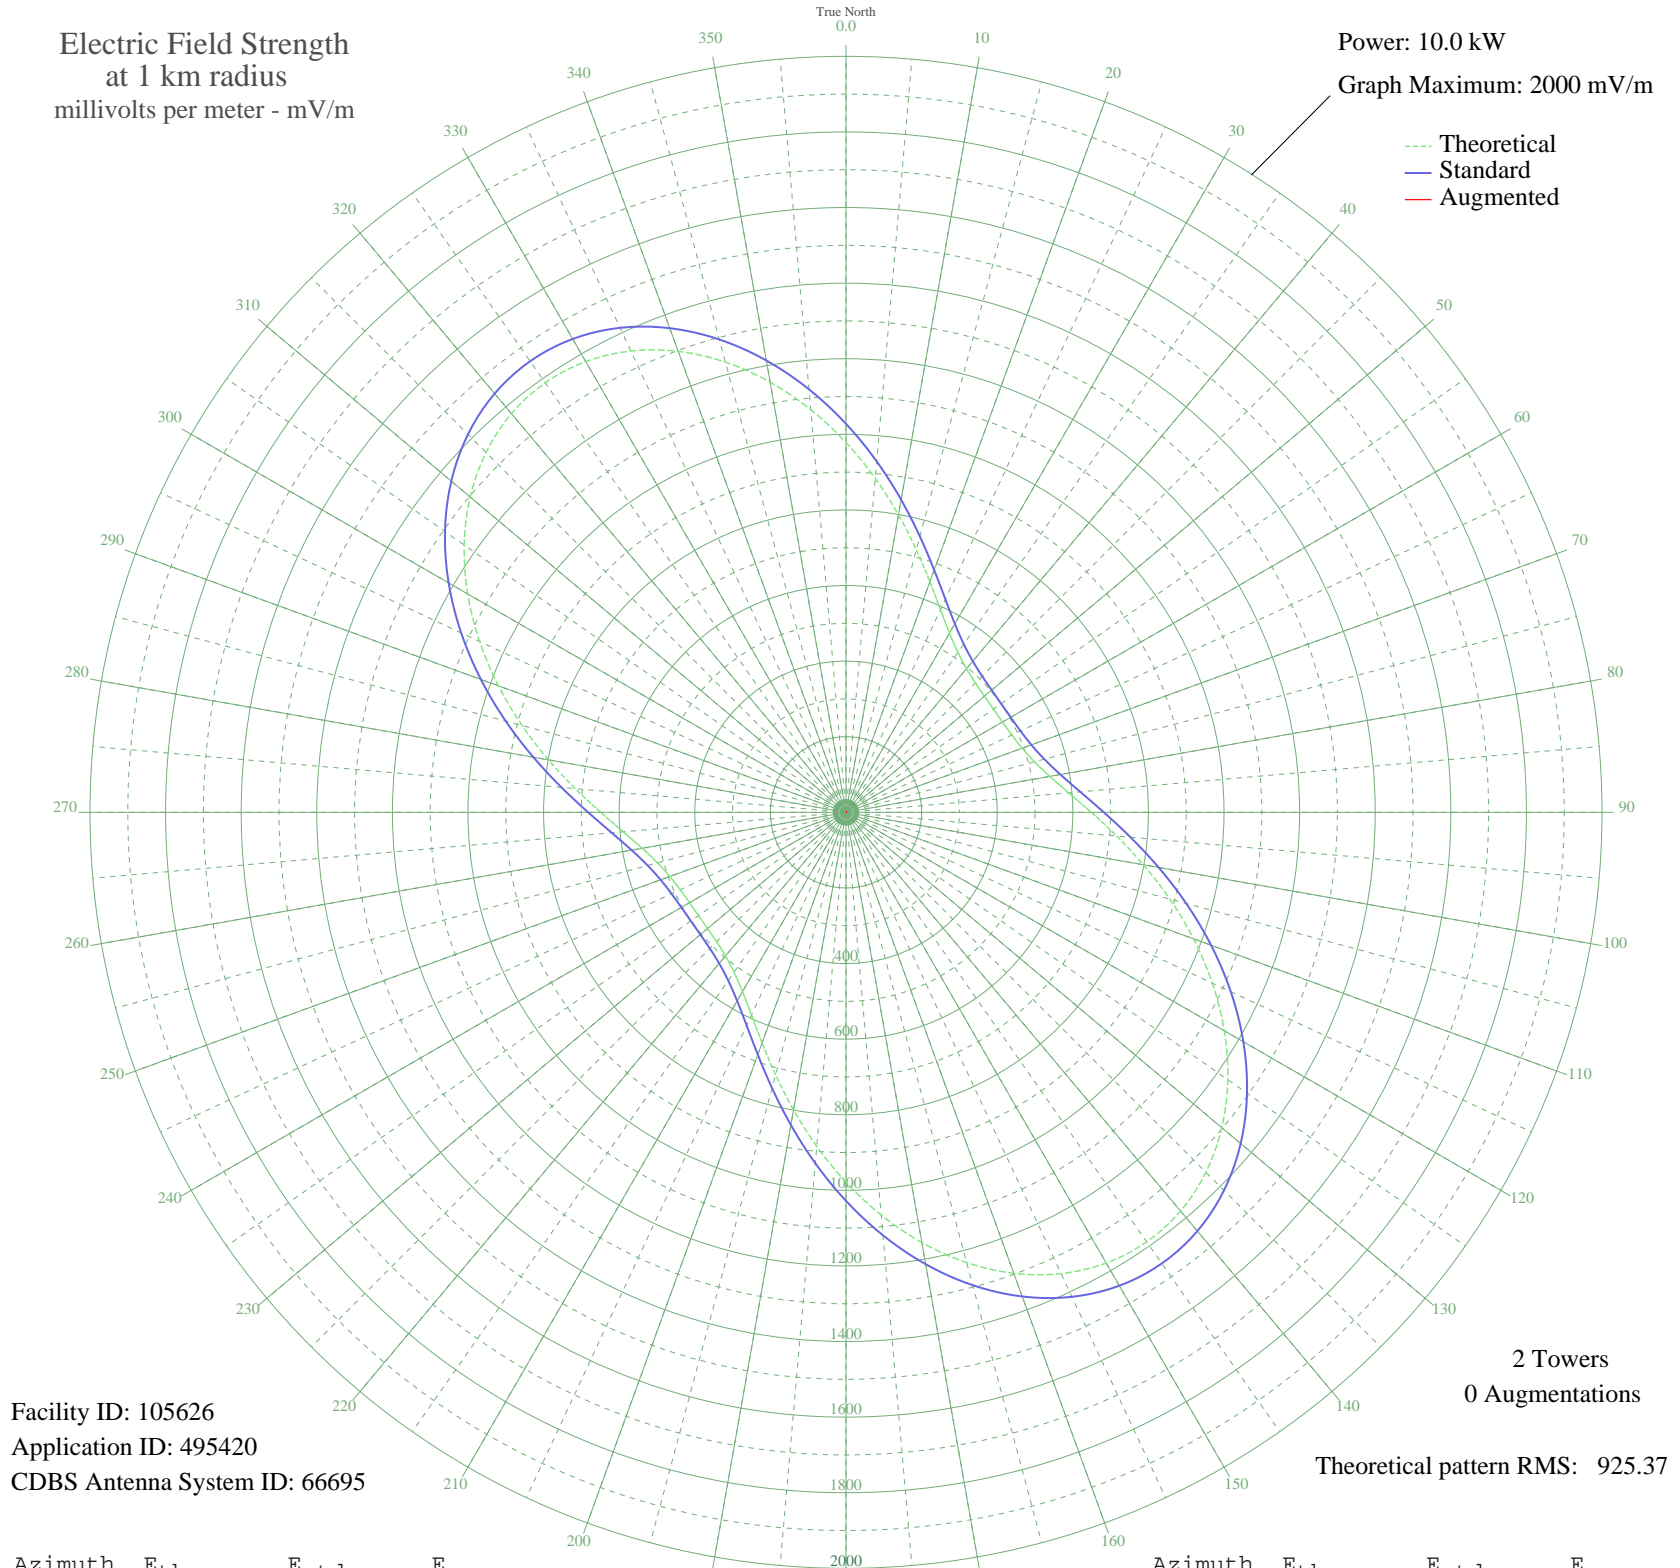 True North
Electric Field Strength
at 1 km radius
millivolts per meter - mV/m
Power: 10.0 kW
Graph Maximum: 2000 mV/m
Theoretical
Standard
Augmented
0.0
10
20
30
40
50
60
70
80
90
100
110
120
130
140
150
160
200
210
220
230
240
250
260
270
280
290
300
310
320
330
340
350
400
600
800
1000
1200
1400
1600
1800
2000
2 Towers
0 Augmentations
Theoretical pattern RMS: 925.37
Facility ID: 105626
Application ID: 495420
CDBS Antenna System ID: 66695
Azimuth
Azimuth